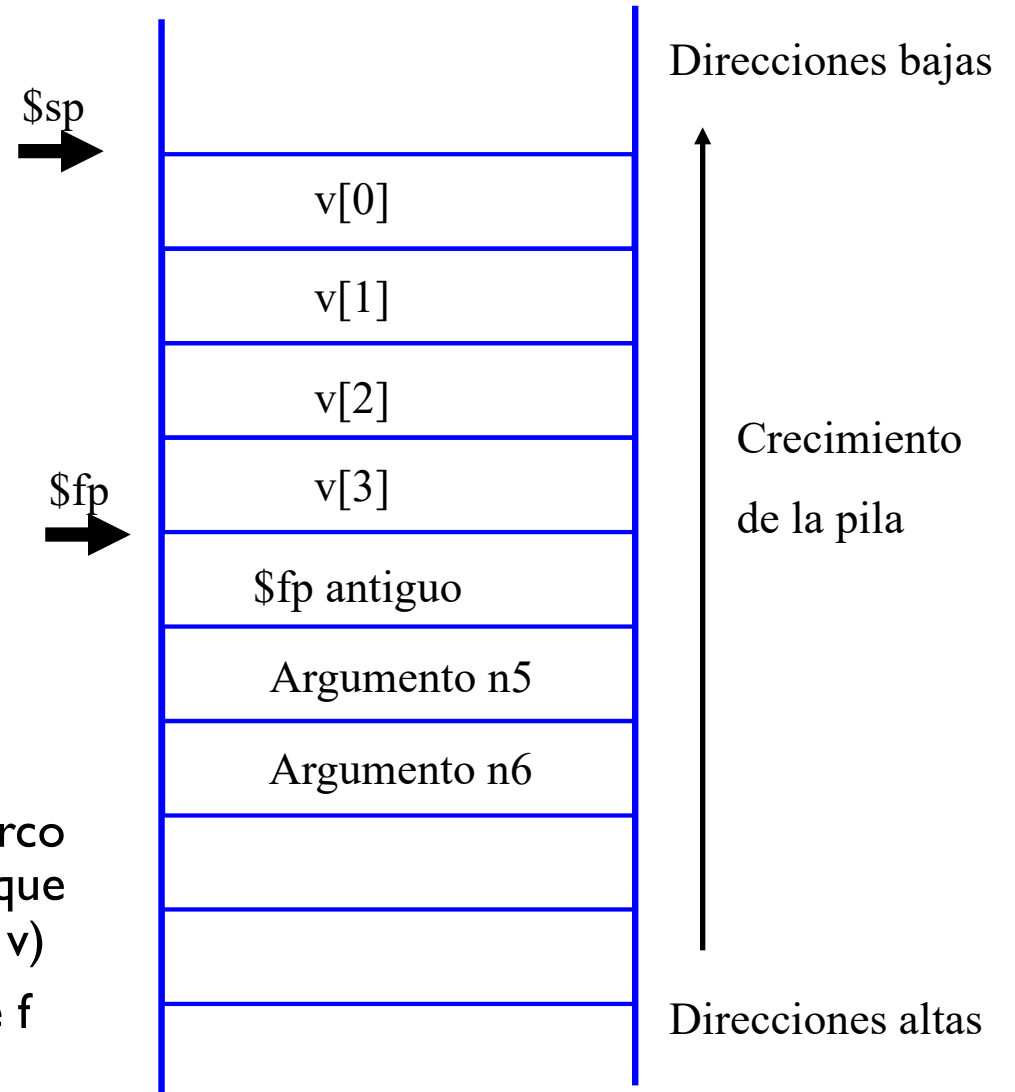 Direcciones bajas
$sp
v[0]
v[1]
v[2]
Crecimiento
$fp
v[3]
de la pila
$fp antiguo
Argumento n5
Argumento n6
que
v)
f
Direcciones altas